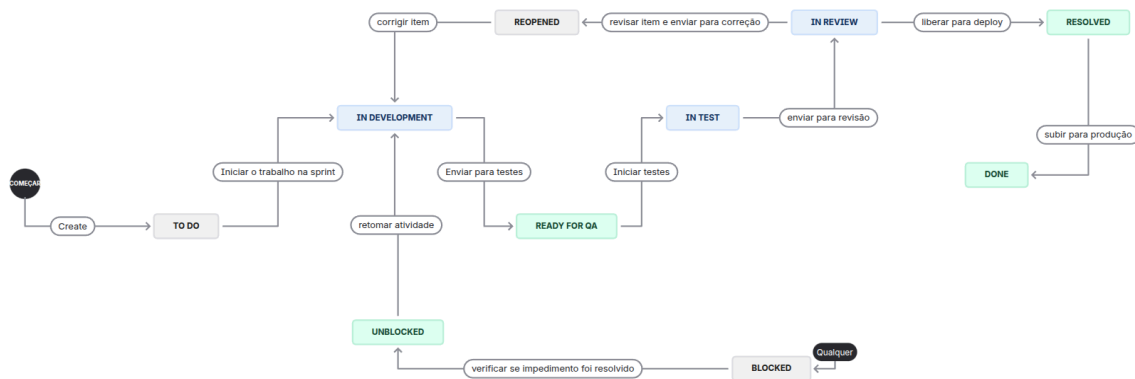 corrigir item
REOPENED
revisar item e enviar para correção
IN REVIEW
liberar para deploy
RESOLVED
IN DEVELOPMENT
IN TEST
enviar para revisão
subir para produção
COMEÇAR
Iniciar o trabalho na sprint
Enviar para testes
Iniciar testes
DONE
Create
TO DO
retomar atividade
READY FOR QA
UNBLOCKED
Qualquer
verificar se impedimento foi resolvido
BLOCKED